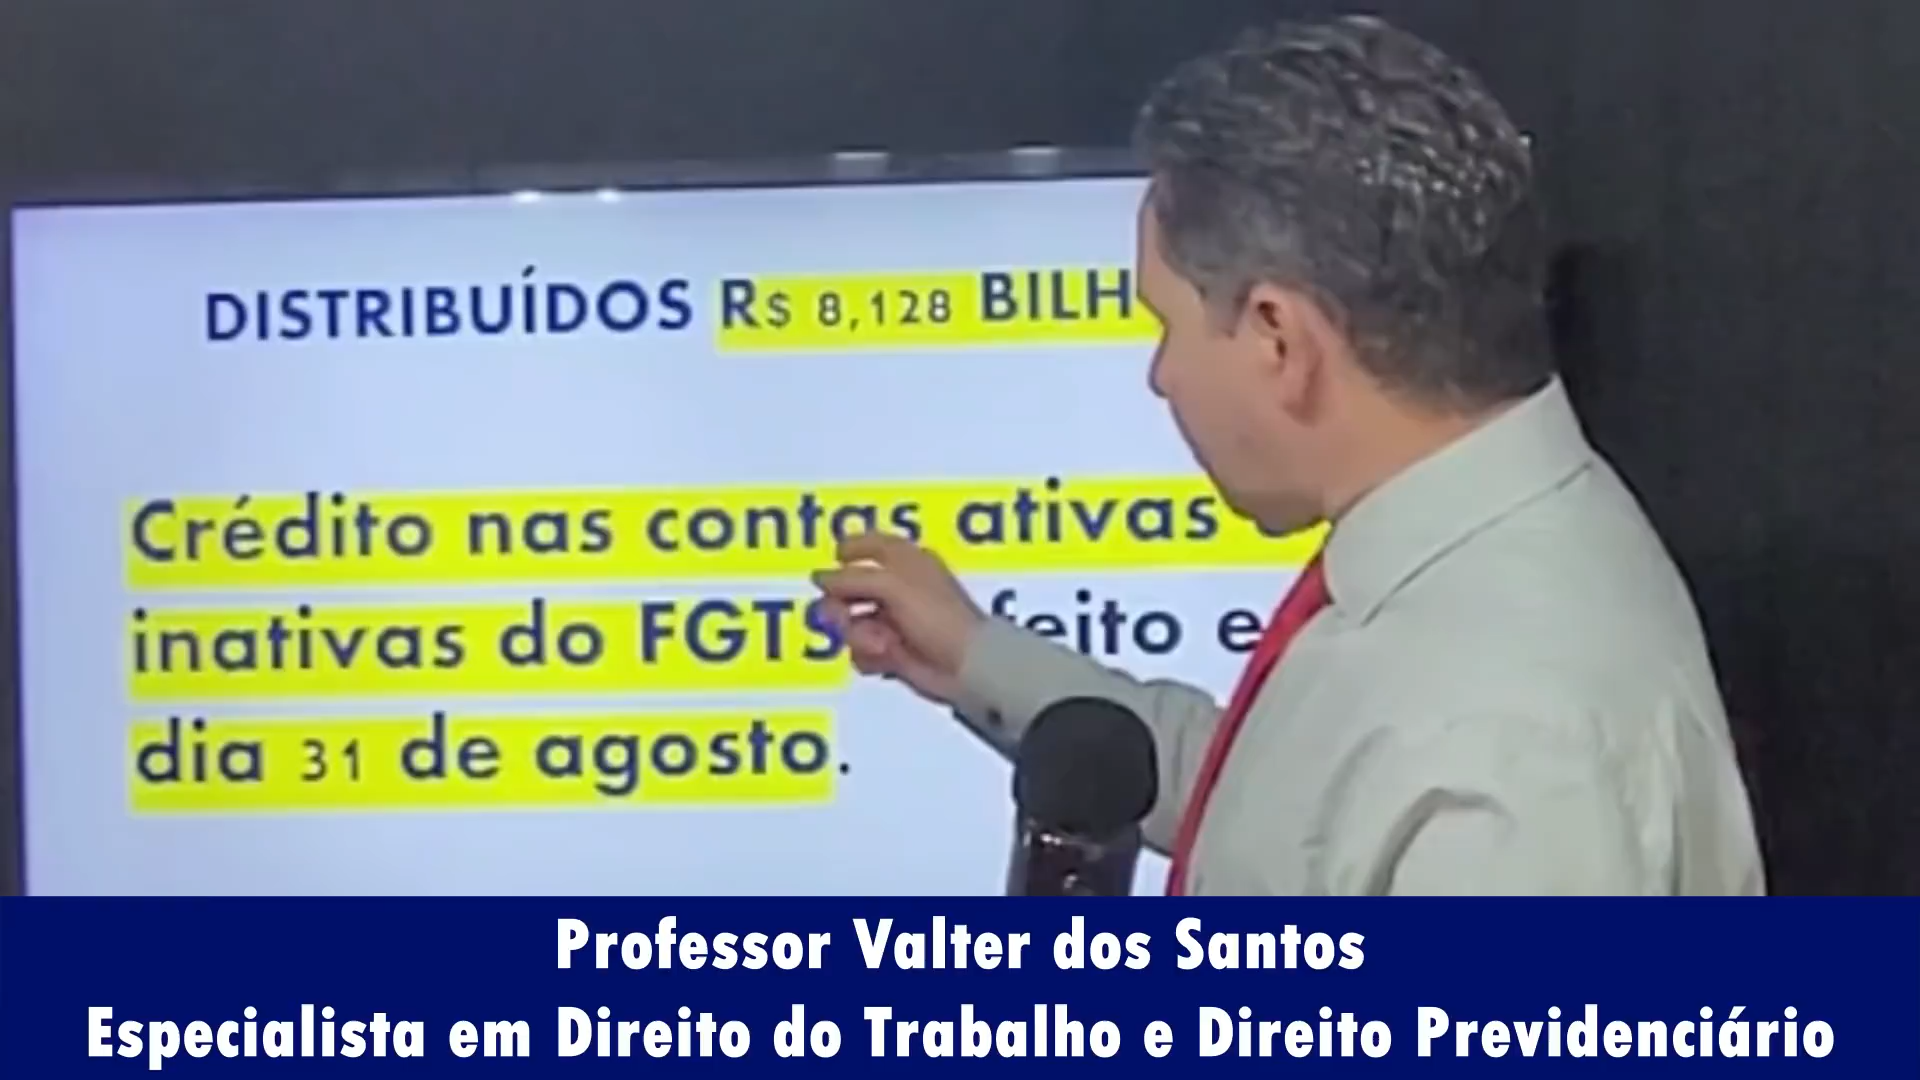 DISTRIBUÍDOS R$ 8,128 BILH
Crédito nas contas ativas
inativas do FGTS feito e
dia 31 de agosto.
Professor Valter dos Santos
Especialista em Direito do Trabalho e Direito Previdenciário